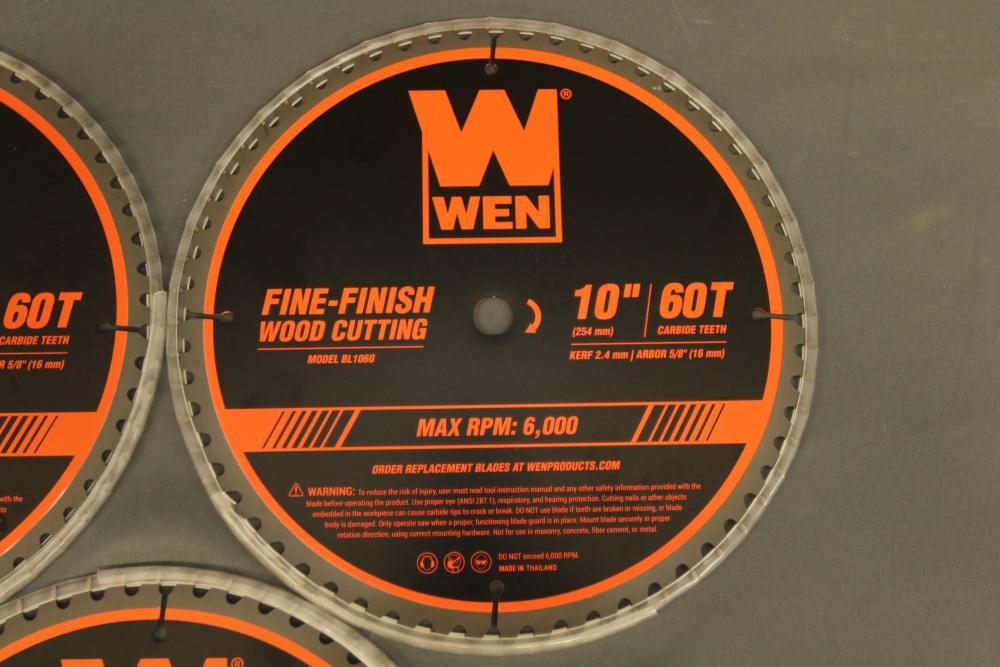 W®
WEN
FINE-FINISH
WOOD CUTTING
MODEL BL1060
10" | 60T
(254 mm) CARBIDE TEETH
KERF 2.4 mm | ARBOR 5/8" (16 mm)
MAX RPM: 6,000
ORDER REPLACEMENT BLADES AT WENPRODUCTS.COM
WARNING: To reduce the risk of injury, user must read tool instruction manual and any other safety information provided with the
blade before operating the product. Use proper eye (ANSI Z87.1), respiratory, and hearing protection. Cutting nails or other objects
embedded in the workpiece can cause carbide tips to crack or break. DO NOT use blade if teeth are broken or missing, or blade
body is damaged. Only operate saw when a proper, functioning blade guard is in place. Mount blade securely in proper
rotation direction, using correct mounting hardware. Not for use in masonry, concrete, fiber cement, or metal.
DO NOT exceed 6,000 RPM.
MADE IN THAILAND
60T
CARBIDE TEETH
5/8" (16 mm)
with the
W®